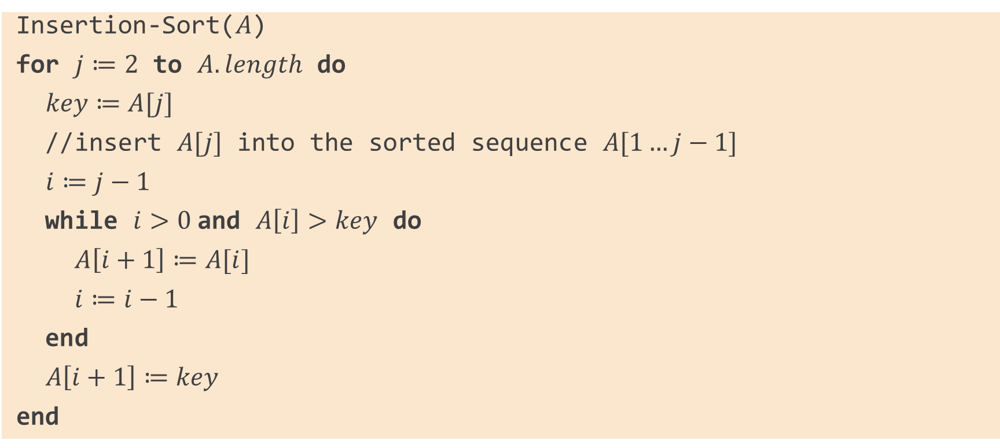 Insertion-Sort(A)
for j ≔ 2 to A.length do
key ≔ A[j]
//insert A[j] into the sorted sequence A[1 … j − 1]
i ≔ j − 1
while i > 0 and A[i] > key do
A[i + 1] ≔ A[i]
i ≔ i − 1
end
A[i + 1] ≔ key
end